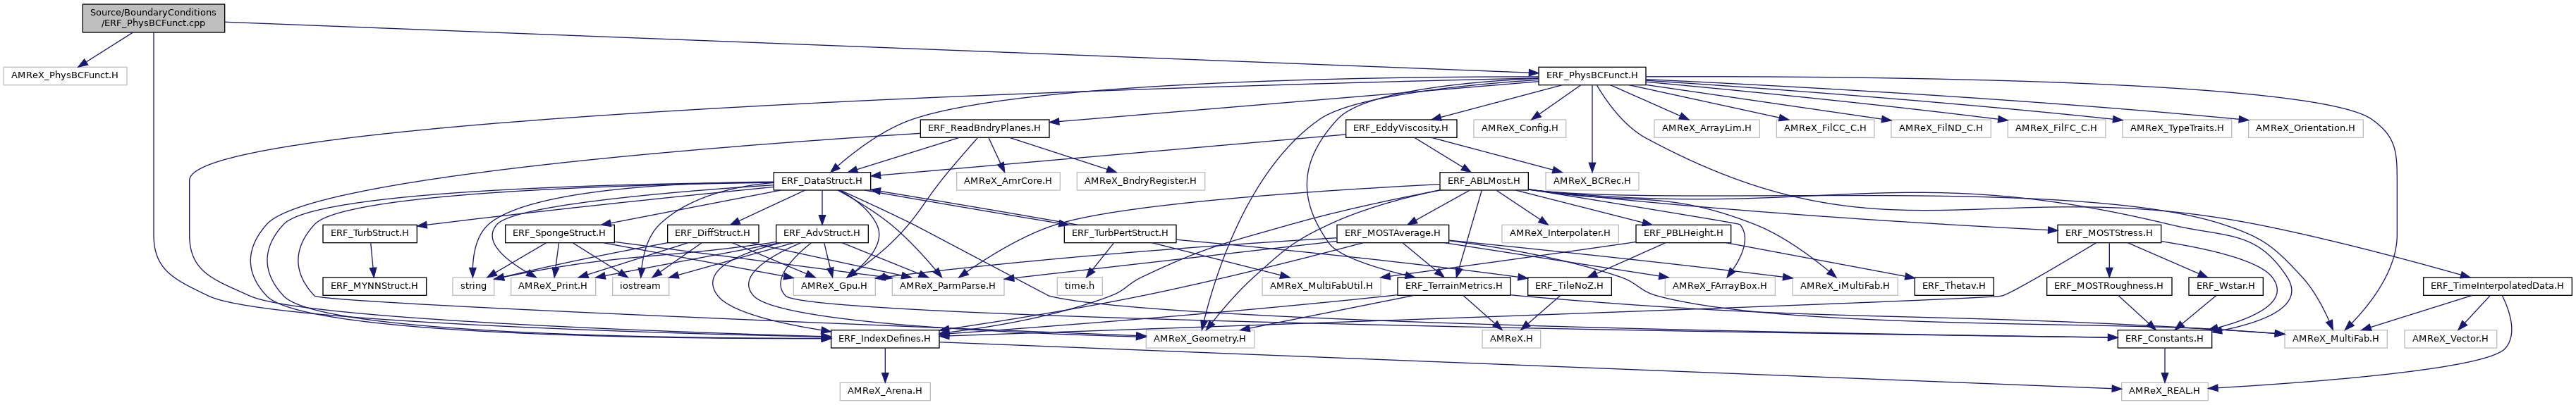 Source/BoundaryConditions
/ERF_PhysBCFunct.cpp
AMReX_PhysBCFunct.H
ERF_PhysBCFunct.H
ERF_ReadBndryPlanes.H
ERF_EddyViscosity.H
AMReX_Config.H
AMReX_ArrayLim.H
AMReX_FilCC_C.H
AMReX_FilND_C.H
AMReX_FilFC_C.H
AMReX_TypeTraits.H
AMReX_Orientation.H
ERF_DataStruct.H
AMReX_AmrCore.H
AMReX_BndryRegister.H
ERF_ABLMost.H
AMReX_BCRec.H
ERF_TurbStruct.H
ERF_SpongeStruct.H
ERF_DiffStruct.H
ERF_AdvStruct.H
ERF_TurbPertStruct.H
ERF_MOSTAverage.H
AMReX_Interpolater.H
ERF_PBLHeight.H
ERF_MOSTStress.H
ERF_MYNNStruct.H
string
AMReX_Print.H
iostream
AMReX_Gpu.H
AMReX_ParmParse.H
time.h
AMReX_MultiFabUtil.H
ERF_TerrainMetrics.H
ERF_TileNoZ.H
AMReX_FArrayBox.H
AMReX_iMultiFab.H
ERF_Thetav.H
ERF_MOSTRoughness.H
ERF_Wstar.H
ERF_TimeInterpolatedData.H
ERF_IndexDefines.H
AMReX_Geometry.H
AMReX.H
ERF_Constants.H
AMReX_MultiFab.H
AMReX_Vector.H
AMReX_Arena.H
AMReX_REAL.H